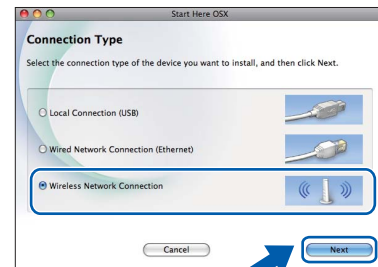 Start Here OSX
Connection Type
Select the connection type of the device you want to install, and then click Next.
Local Connection (USB)
Wired Network Connection (Ethernet)
Wireless Network Connection
Cancel
Next